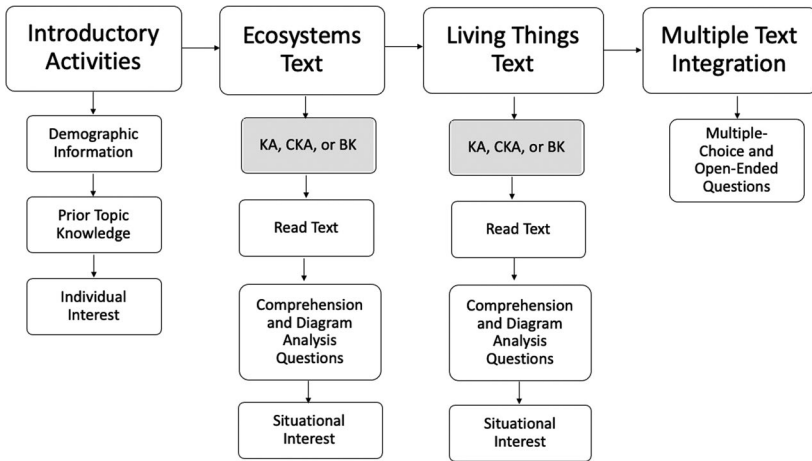 Introductory
Activities
Demographic
Information
Prior Topic
Knowledge
Individual
Interest
Ecosystems
Text
KA, CKA, or BK
Read Text
Comprehension
and Diagram
Analysis
Questions
Situational
Interest
Living Things
Text
KA, CKA, or BK
Read Text
Comprehension
and Diagram
Analysis
Questions
Situational
Interest
Multiple Text
Integration
Multiple-
Choice and
Open-Ended
Questions